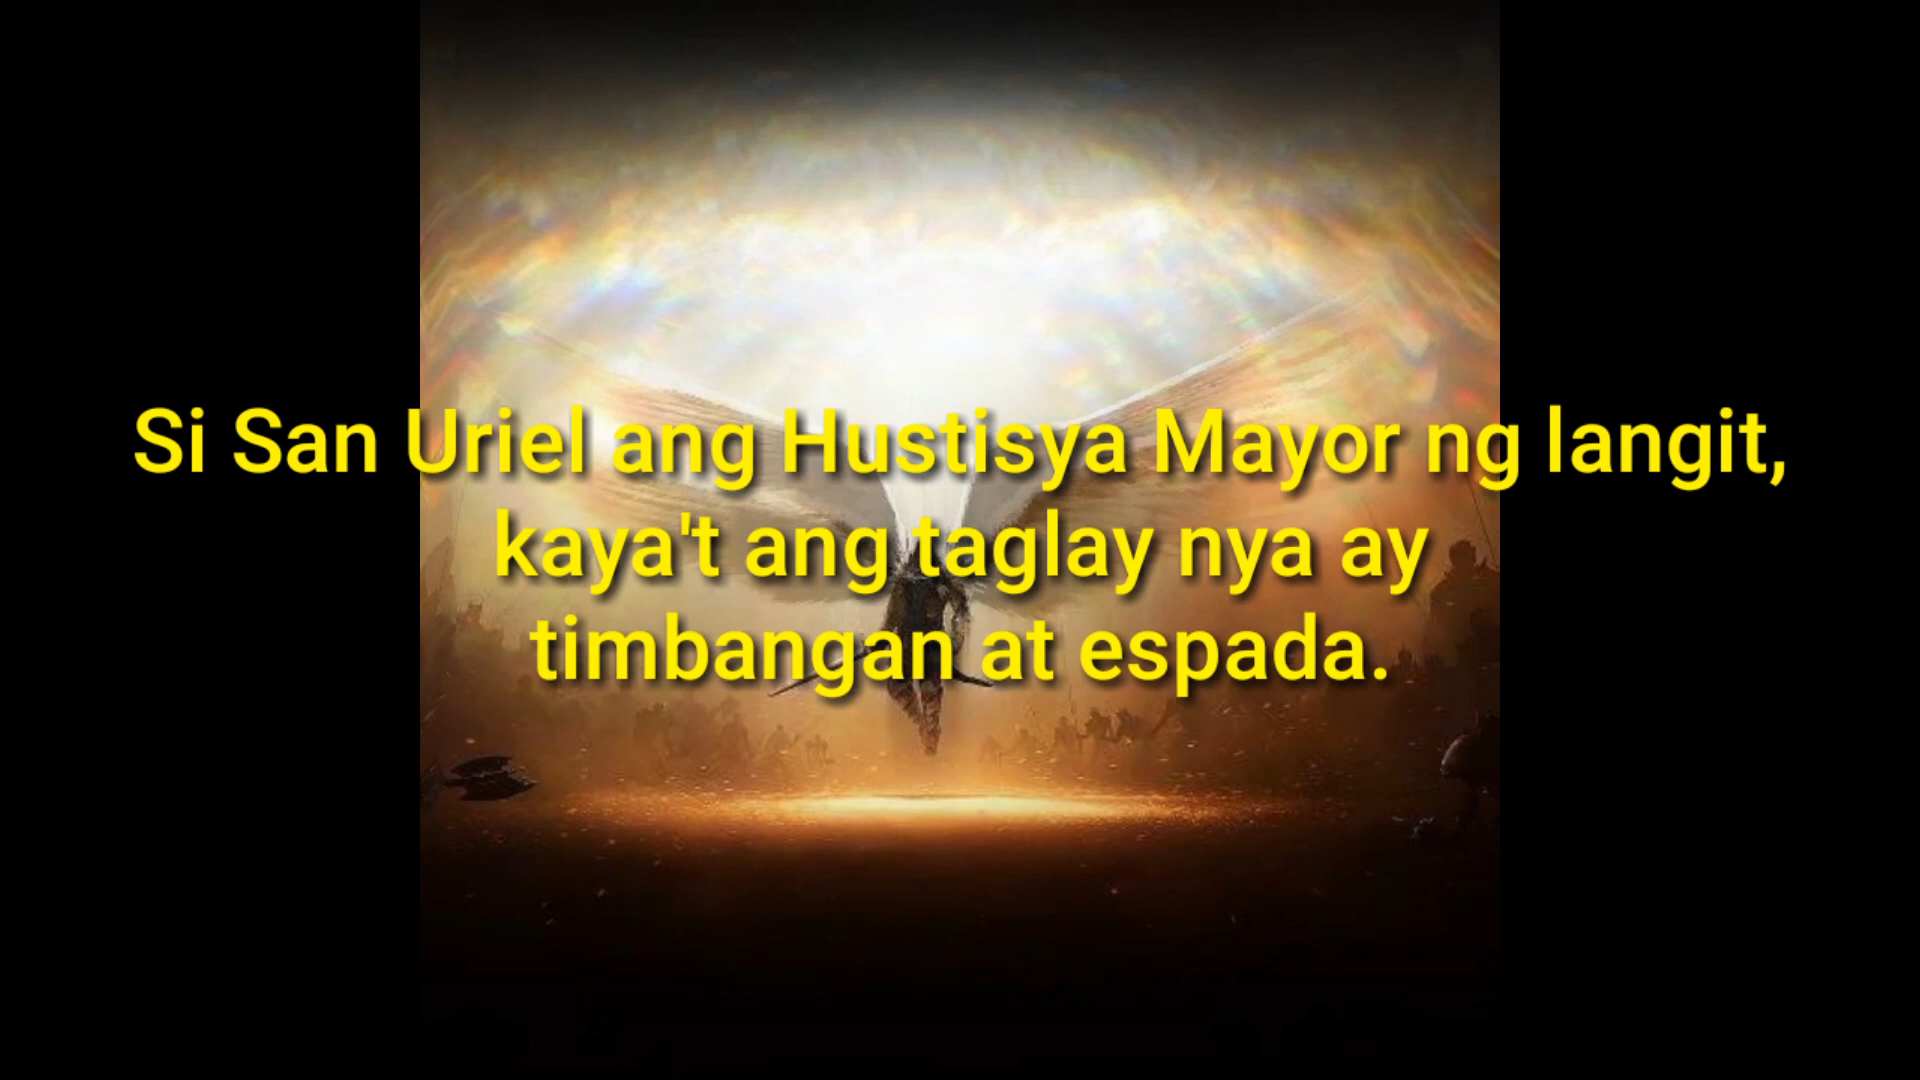 Si San Uriel ang Hustisya Mayor ng langit,
kaya't ang taglay nya ay
timbangan at espada.